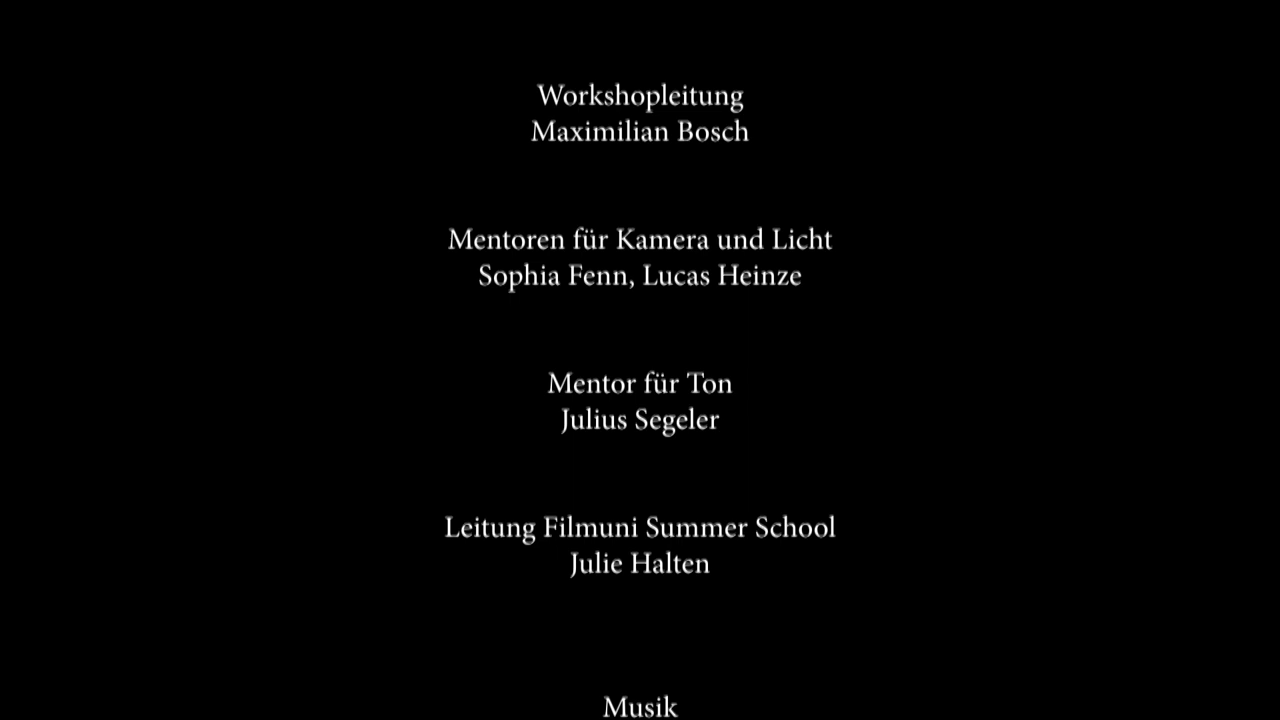 Workshopleitung
Maximilian Bosch
Mentoren für Kamera und Licht
Sophia Fenn, Lucas Heinze
Mentor für Ton
Julius Segeler
Leitung Filmuni Summer School
Julie Halten
Musik